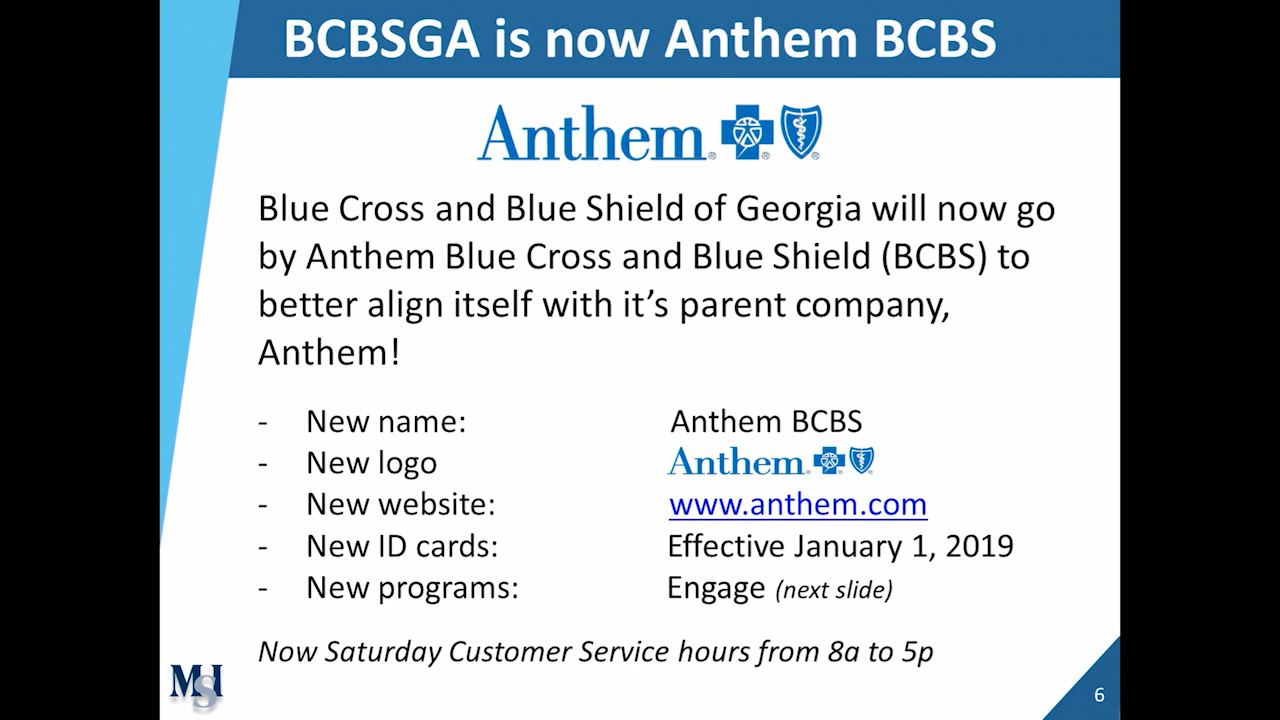 BCBSGA is now Anthem BCBS
Anthem®
Blue Cross and Blue Shield of Georgia will now go
by Anthem Blue Cross and Blue Shield (BCBS) to
better align itself with it’s parent company,
Anthem!
- New name: Anthem BCBS
- New logo Anthem
- New website: www.anthem.com
- New ID cards: Effective January 1, 2019
- New programs: Engage (next slide)
Now Saturday Customer Service hours from 8a to 5p
MSI
6